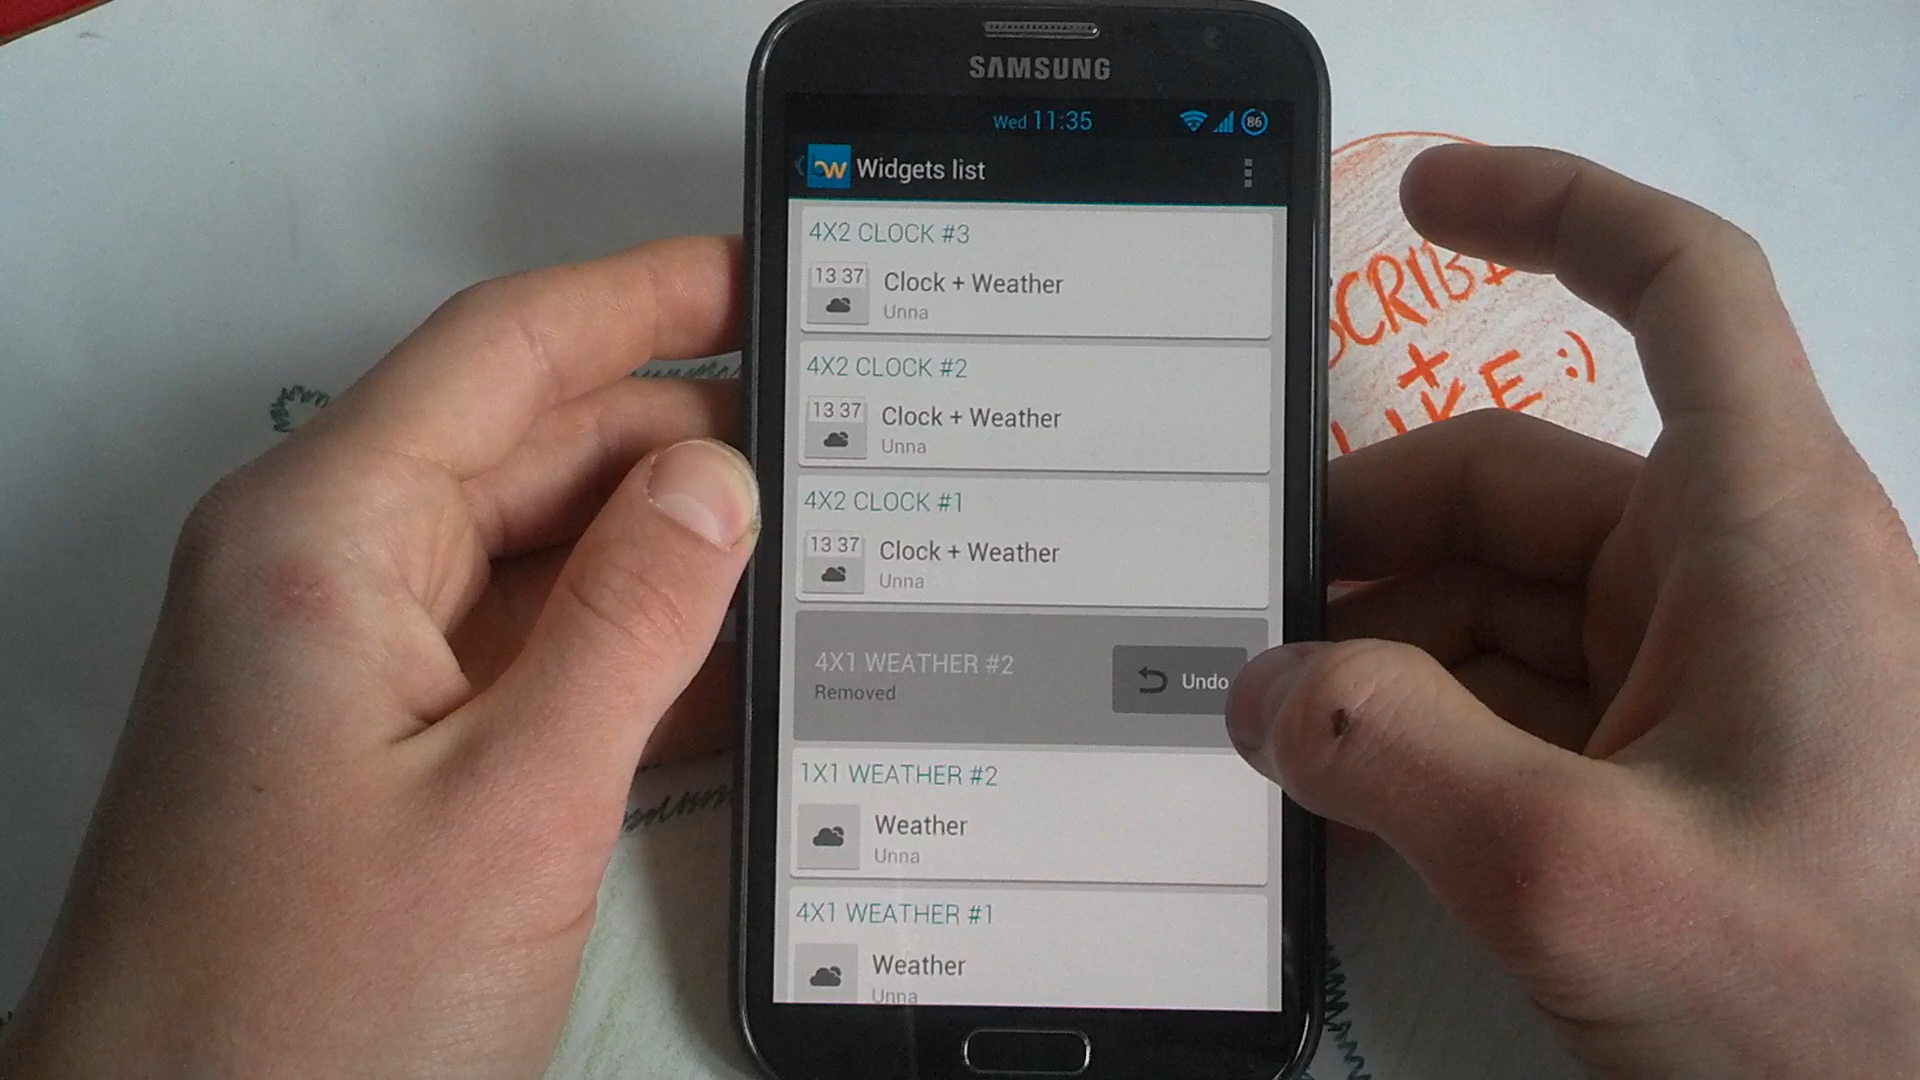 SAMSUNG
Wed 11:35
86
Widgets list
4X2 CLOCK #3
13 37
Clock + Weather
Unna
4X2 CLOCK #2
13 37
Clock + Weather
Unna
4X2 CLOCK #1
13 37
Clock + Weather
Unna
4X1 WEATHER #2
Removed
Undo
1X1 WEATHER #2
Weather
Unna
4X1 WEATHER #1
Weather
Unna
SCRIBE
+
LIKE :)